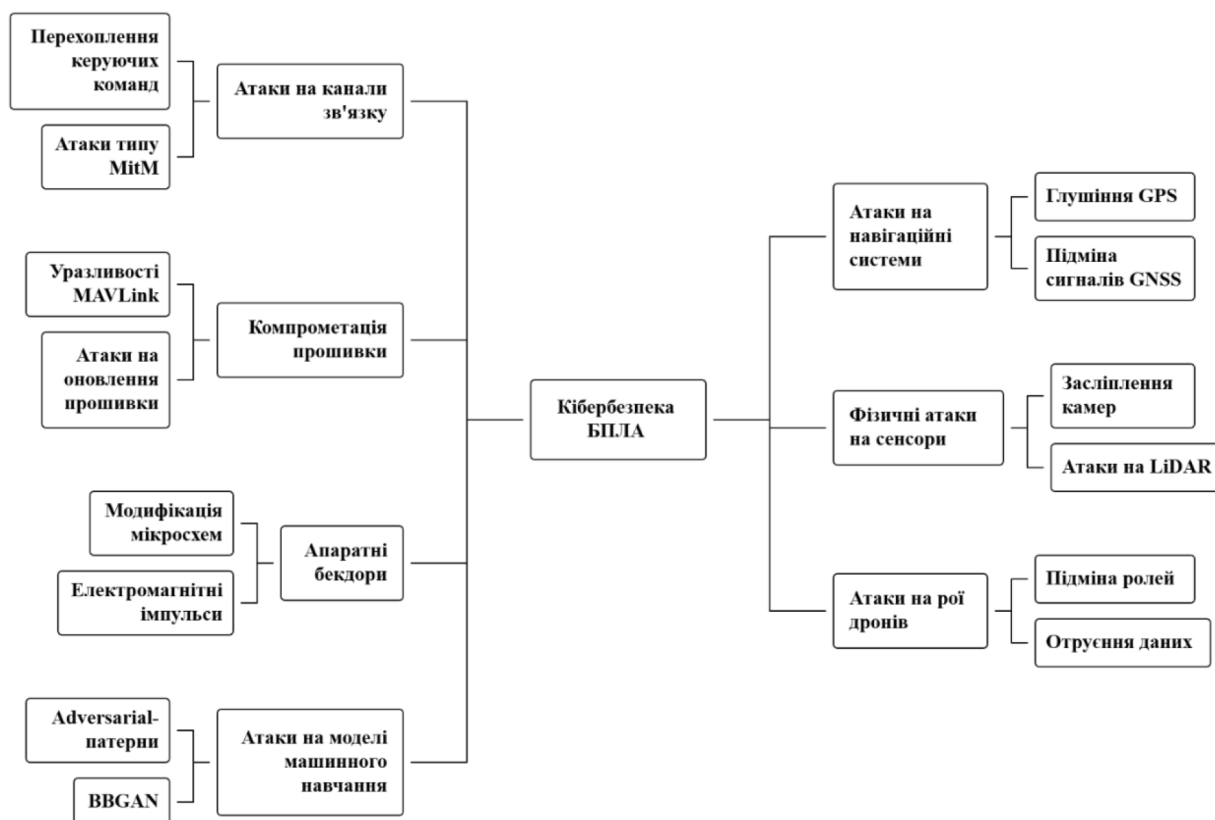 Перехоплення
керуючих
команд
Атаки на канали
зв'язку
Атаки типу
MitM
Уразливості
MAVLink
Компрометація
прошивки
Атаки на
оновлення
прошивки
Модифікація
мікросхем
Апаратні
бекдори
Електромагнітні
імпульси
Adversarial-
патерни
Атаки на моделі
машинного
навчання
BBGAN
Кібербезпека
БПЛА
Атаки на
навігаційні
системи
Глушіння GPS
Підміна
сигналів GNSS
Фізичні атаки
на сенсори
Засліплення
камер
Атаки на LiDAR
Атаки на рої
дронів
Підміна ролей
Отруєння даних